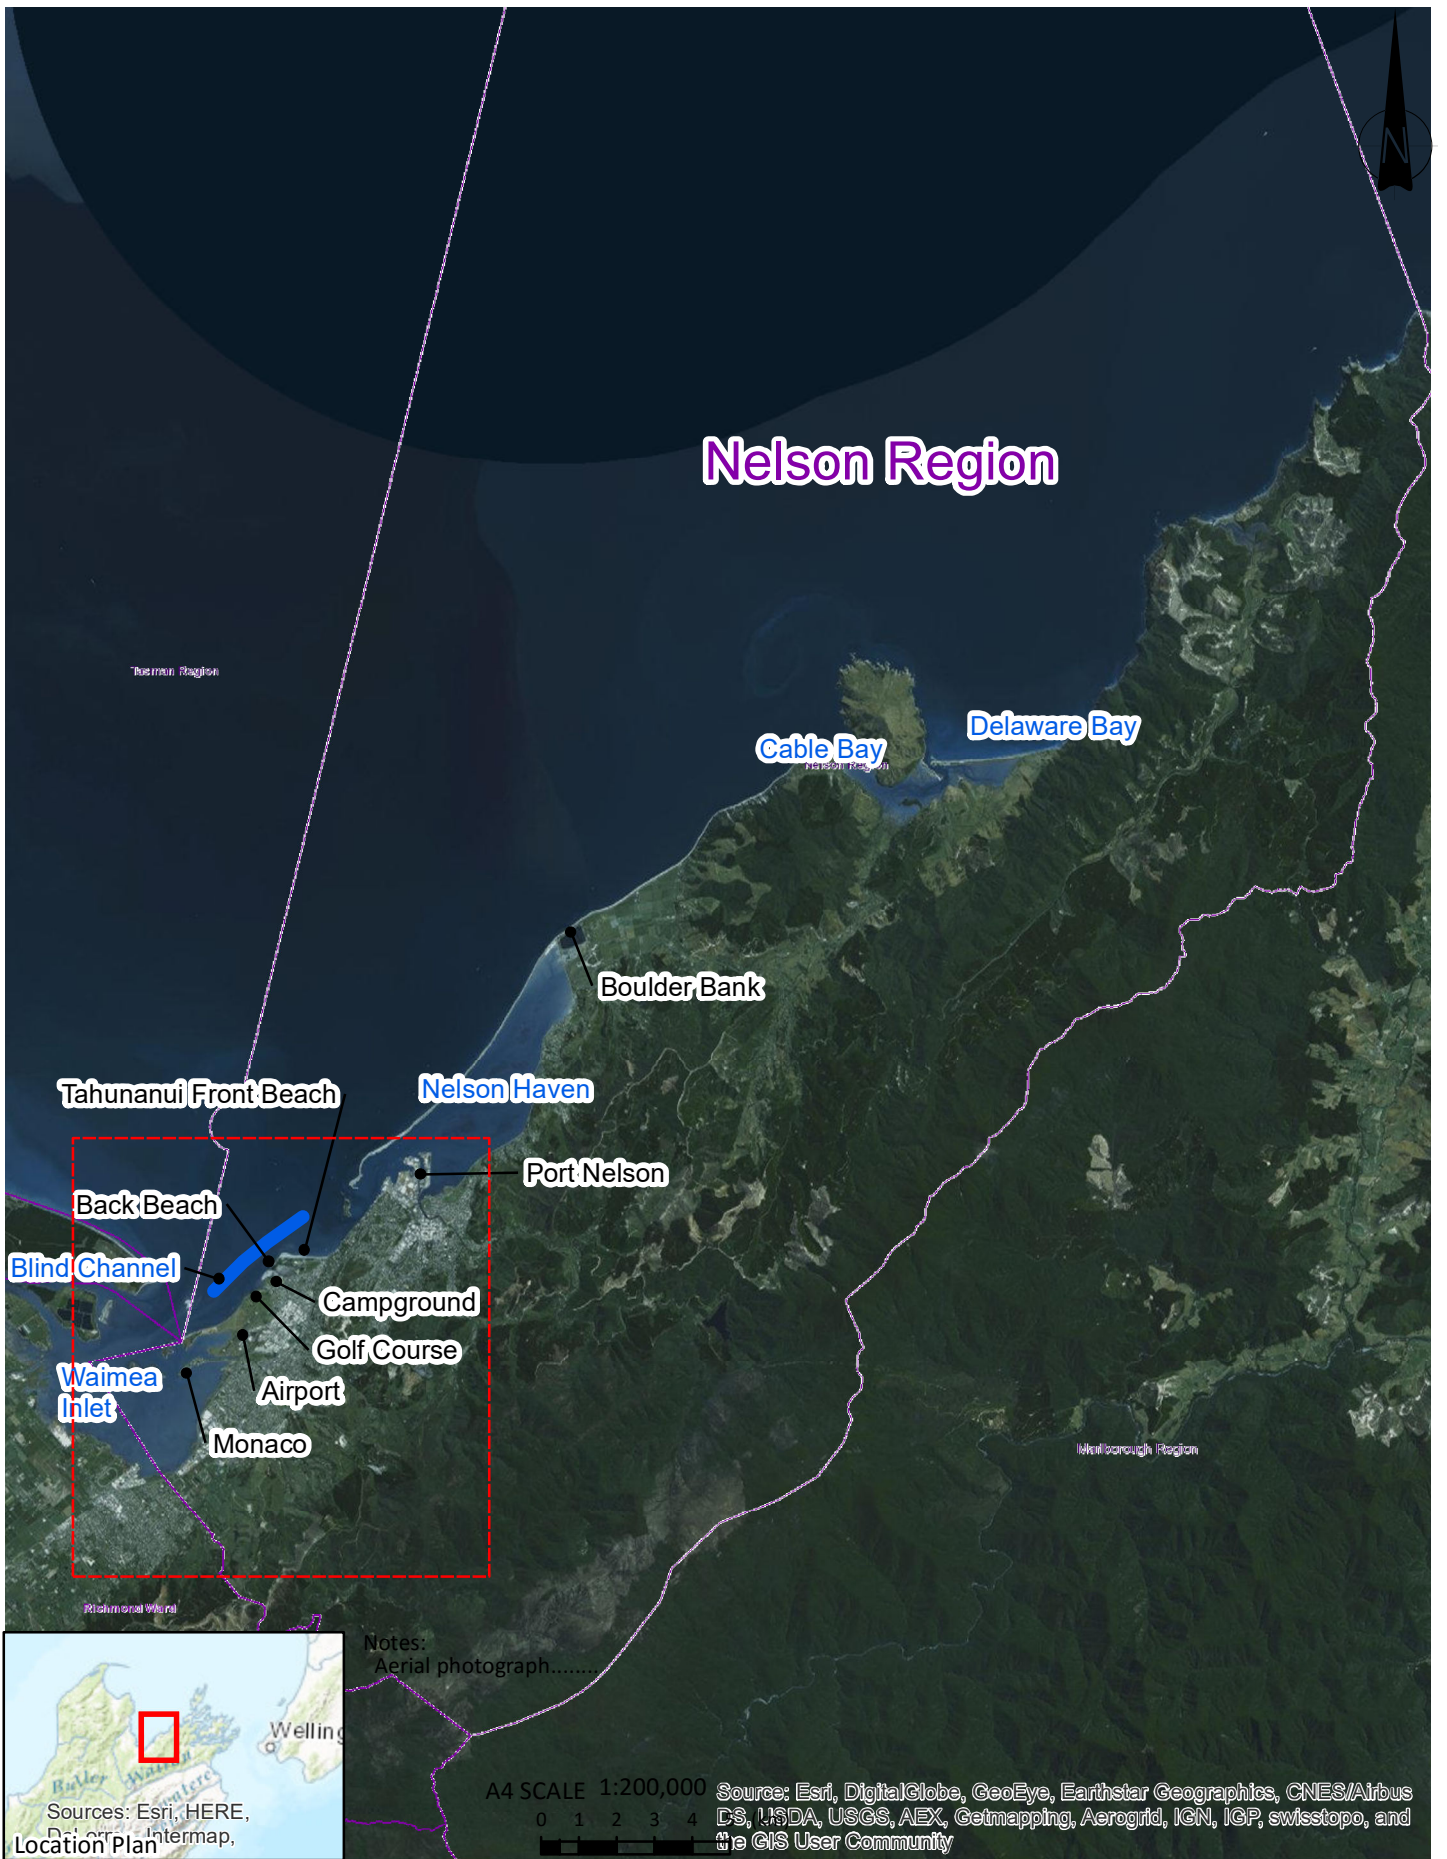 N
Nelson Region
Tasman Region
Delaware Bay
Cable Bay
Nelson Region
Boulder Bank
Tahunanui Front Beach
Nelson Haven
Port Nelson
Back Beach
Blind Channel
Campground
Golf Course
Waimea
Inlet
Airport
Monaco
Marlborough Region
Richmond Ward
Notes:
Aerial photograph........
Welling
Butler
Sources: Esri, HERE,
Intermap,
Location Plan
A4 SCALE 1:200,000
0 1 2 3 4 5 (km)
Source: Esri, DigitalGlobe, GeoEye, Earthstar Geographics, CNES/Airbus
DS, USDA, USGS, AEX, Getmapping, Aerogrid, IGN, IGP, swisstopo, and
the GIS User Community